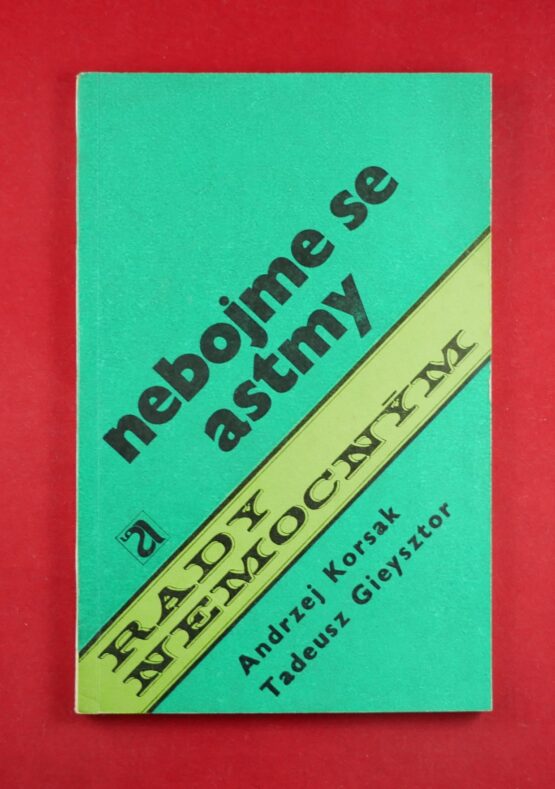 nebojme se
astmy
RADY
NEMOCNÝM
Andrzej Korsak
Tadeusz Gieysztor